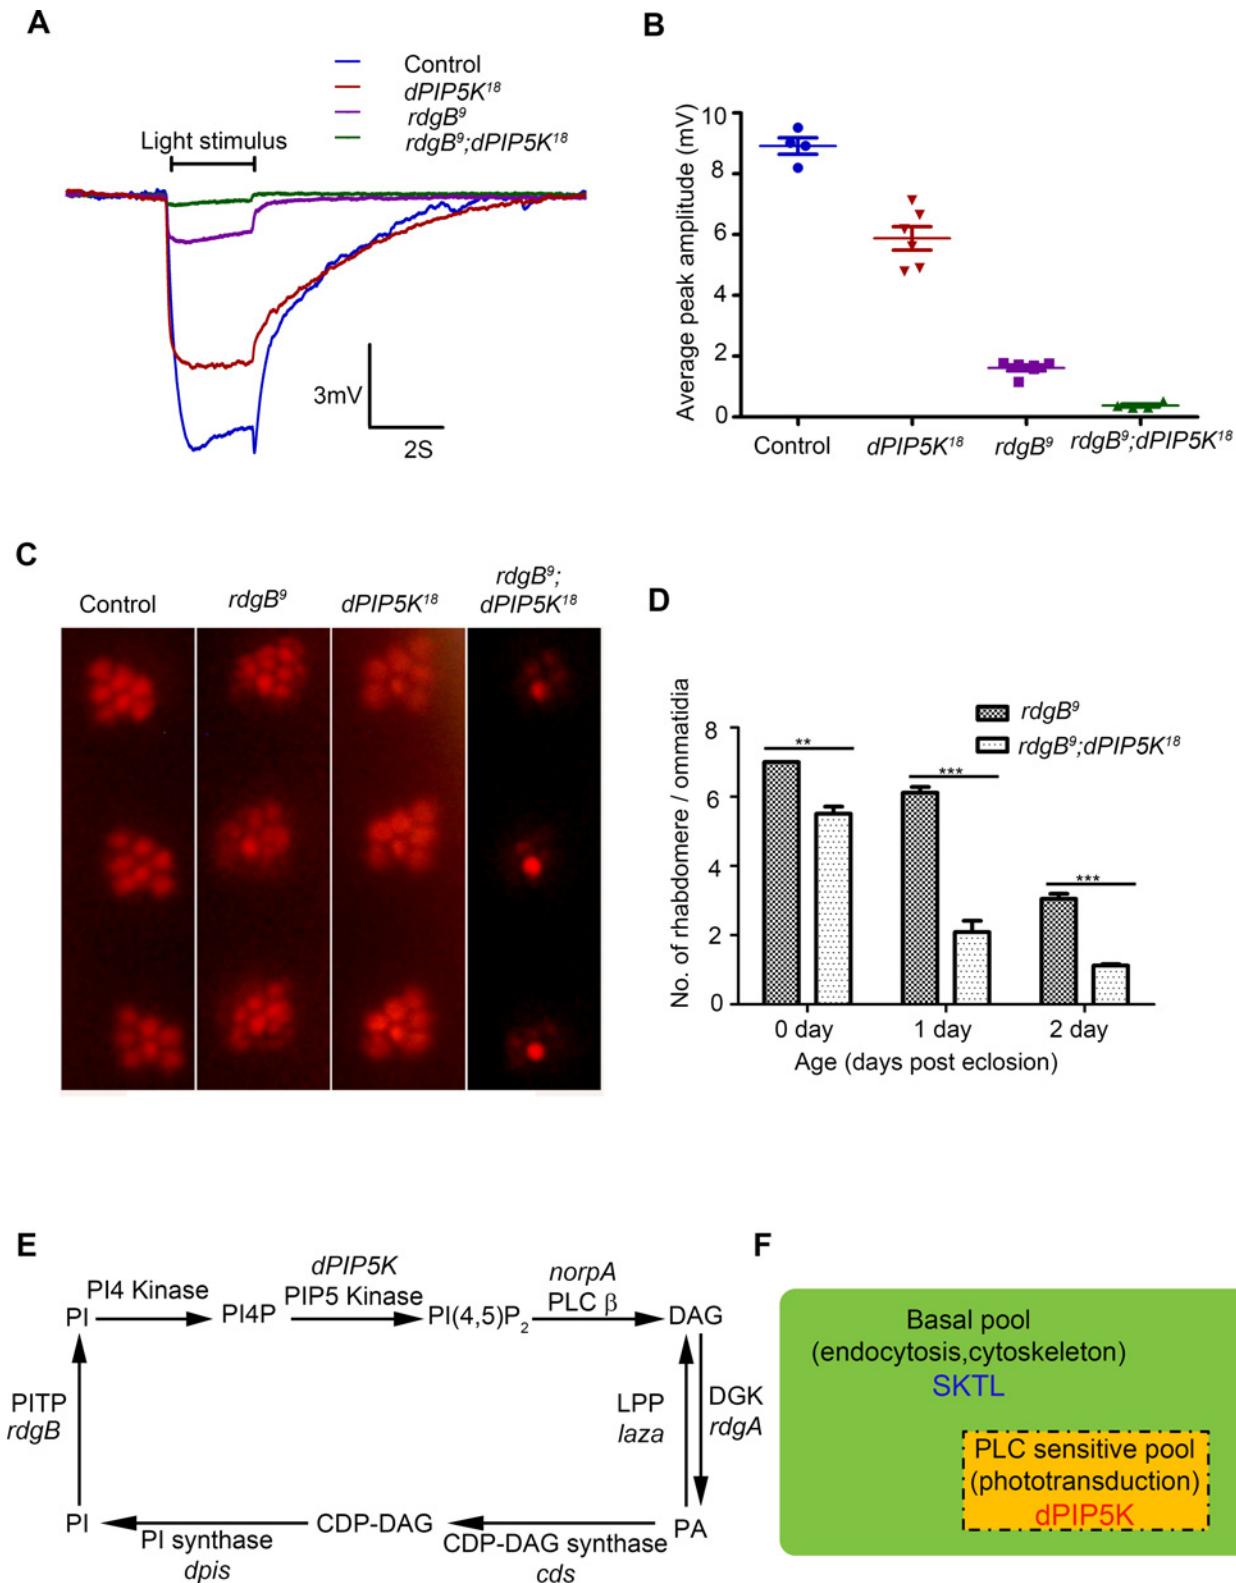 A
Control
dPIP5K¹⁸
rdgB⁹
rdgB⁹;dPIP5K¹⁸
Light stimulus
3mV
2S
B
Average peak amplitude (mV)
10
8
6
4
2
0
Control
dPIP5K¹⁸
rdgB⁹
rdgB⁹;dPIP5K¹⁸
C
Control
rdgB⁹
dPIP5K¹⁸
rdgB⁹;
dPIP5K¹⁸
D
No. of rhabdomere / ommatidia
rdgB⁹
rdgB⁹;dPIP5K¹⁸
8
6
4
2
0
**
***
***
0 day
1 day
2 day
Age (days post eclosion)
E
PI
PI4 Kinase
PI4P
dPIP5K
PIP5 Kinase
PI(4,5)P₂
norpA
PLC β
DAG
PITP
rdgB
LPP
laza
DGK
rdgA
PI
PI synthase
dpis
CDP-DAG
CDP-DAG synthase
cds
PA
F
Basal pool
(endocytosis,cytoskeleton)
SKTL
PLC sensitive pool
(phototransduction)
dPIP5K